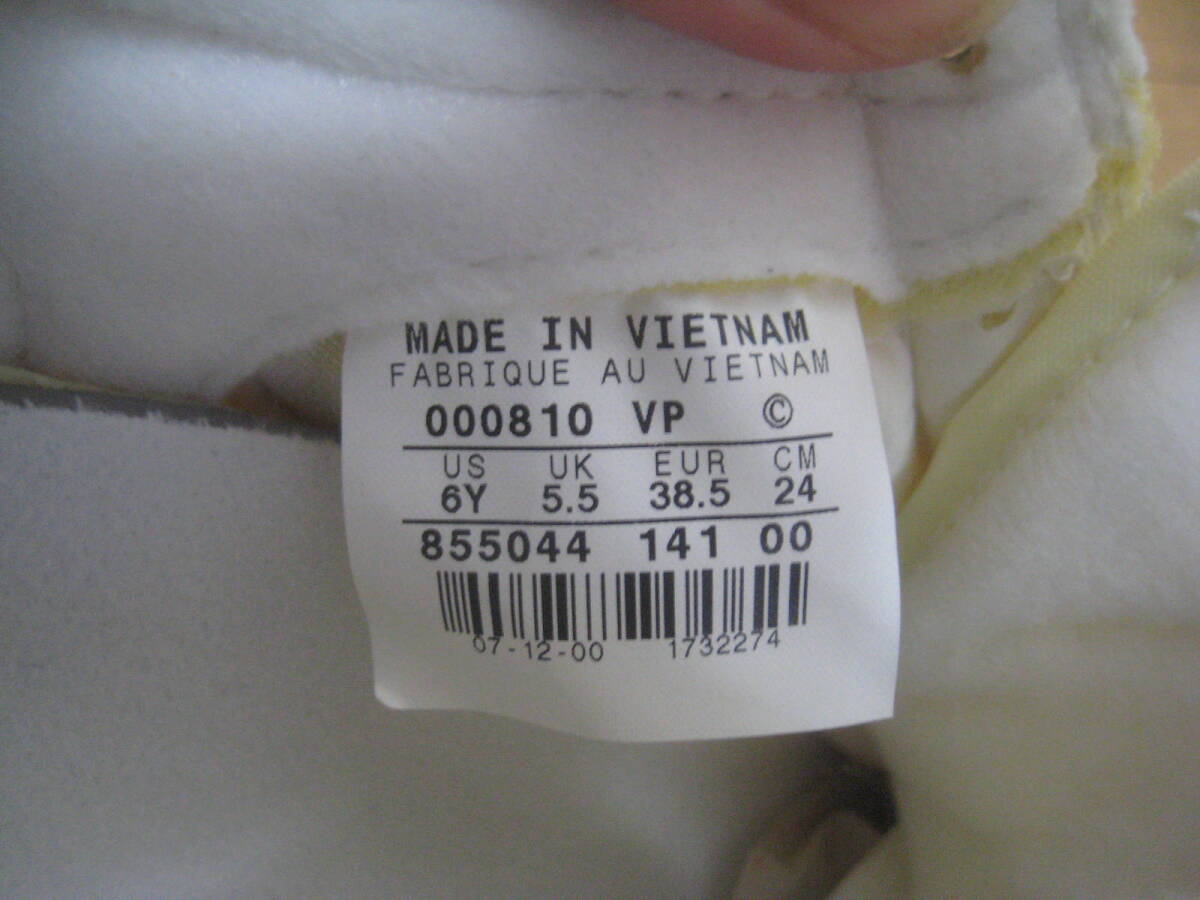 MADE IN VIETNAM
FABRIQUE AU VIETNAM
000810 VP ©
US UK EUR CM
6Y 5.5 38.5 24
855044 141 00
07-12-00 1732274